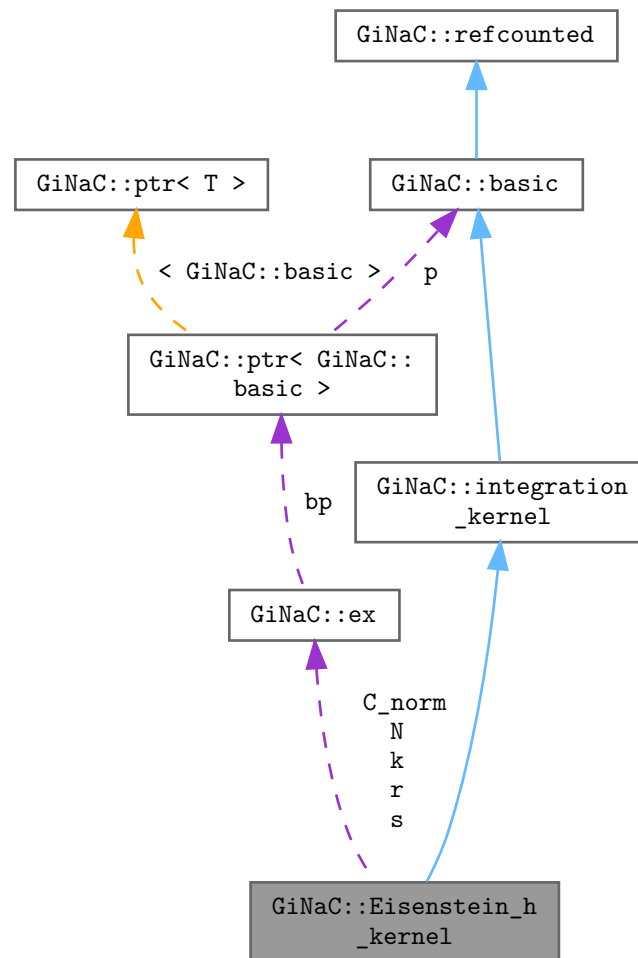 GiNaC::refcounted
GiNaC::ptr< T >
GiNaC::basic
< GiNaC::basic >
p
GiNaC::ptr< GiNaC::
basic >
GiNaC::integration
_kernel
bp
GiNaC::ex
C_norm
N
k
r
s
GiNaC::Eisenstein_h
_kernel